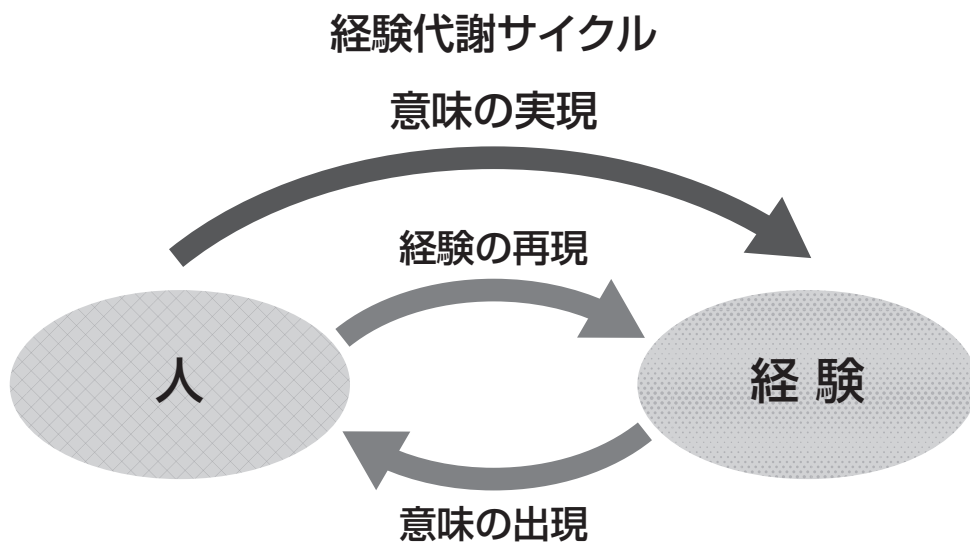 経験代謝サイクル
意味の実現
経験の再現
人
経 験
意味の出現